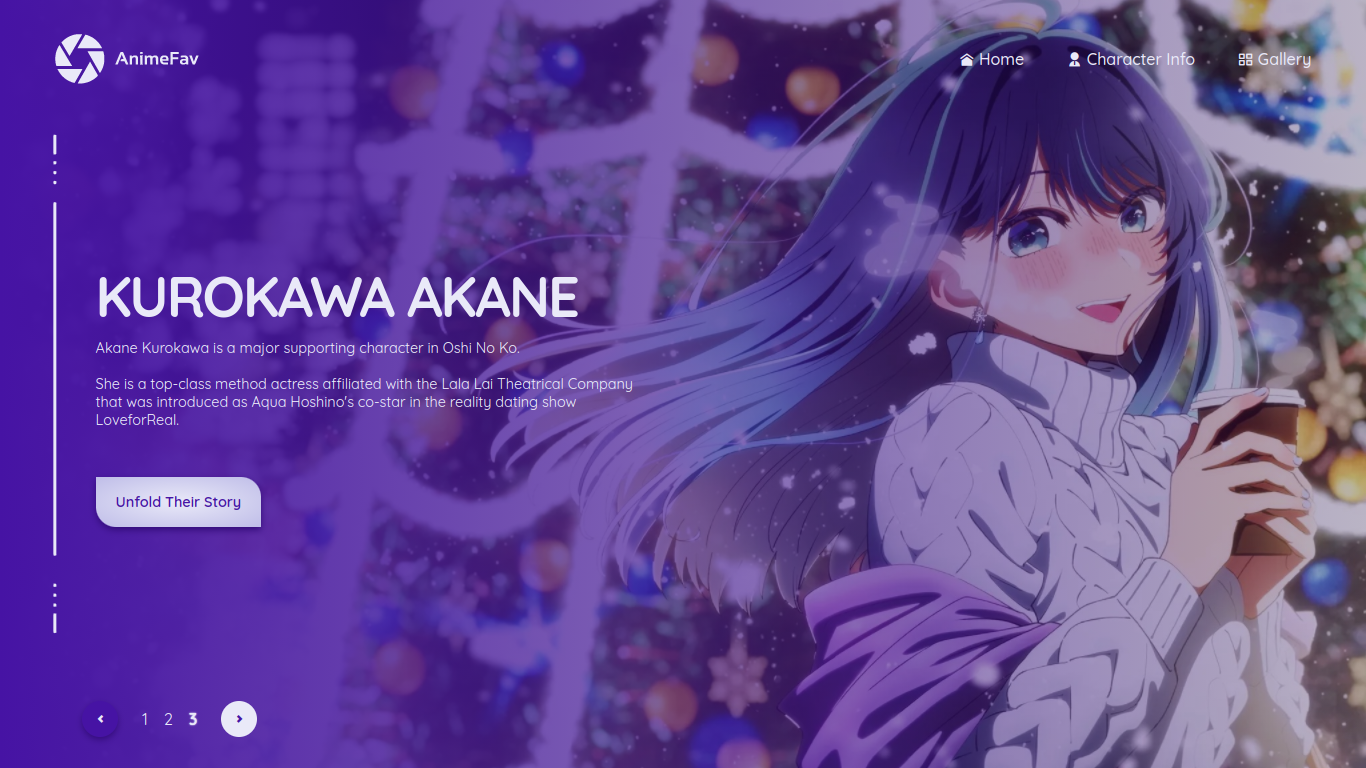 AnimeFav
Home
Character Info
Gallery
KUROKAWA AKANE
Akane Kurokawa is a major supporting character in Oshi No Ko.
She is a top-class method actress affiliated with the Lala Lai Theatrical Company
that was introduced as Aqua Hoshino's co-star in the reality dating show
LoveforReal.
Unfold Their Story
1 2 3